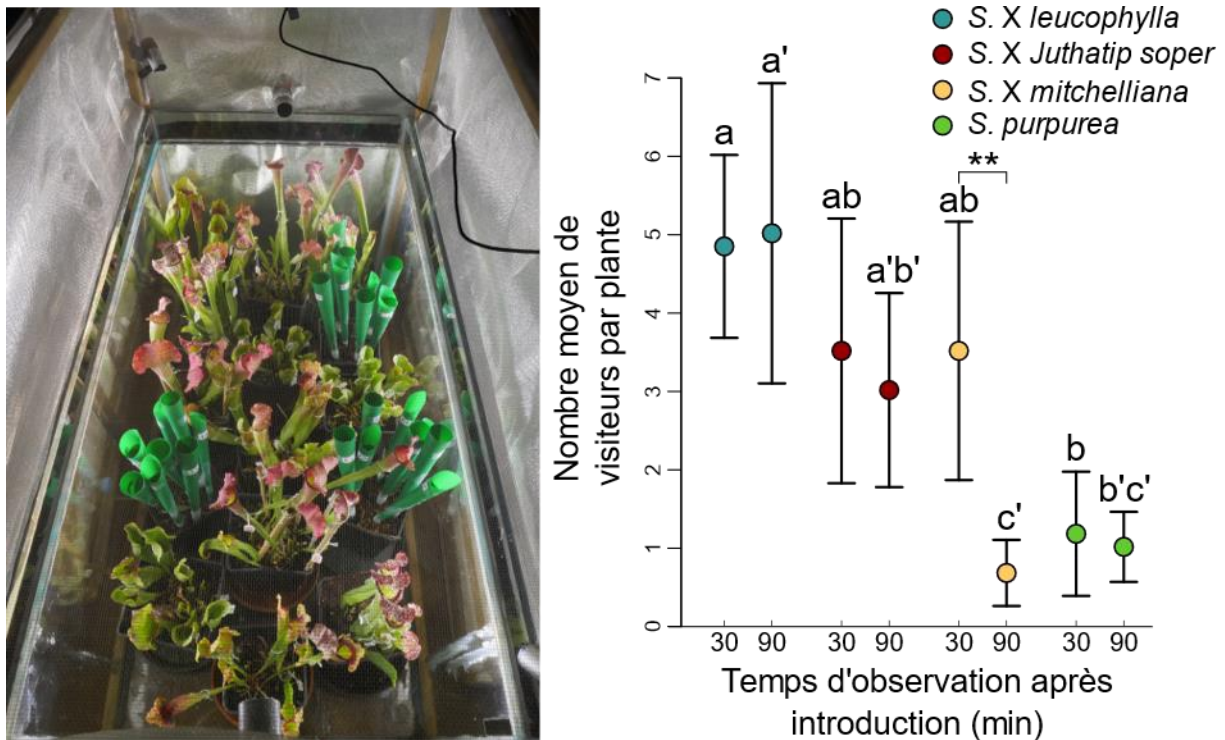 S. X leucophylla
S. X Juthatip soper
S. X mitchelliana
S. purpurea
Nombre moyen de
visiteurs par plante
7
6
5
4
3
2
1
0
a
a'
ab
a'b'
ab
**
c'
b
b'c'
30 90 30 90 30 90 30 90
Temps d'observation après
introduction (min)